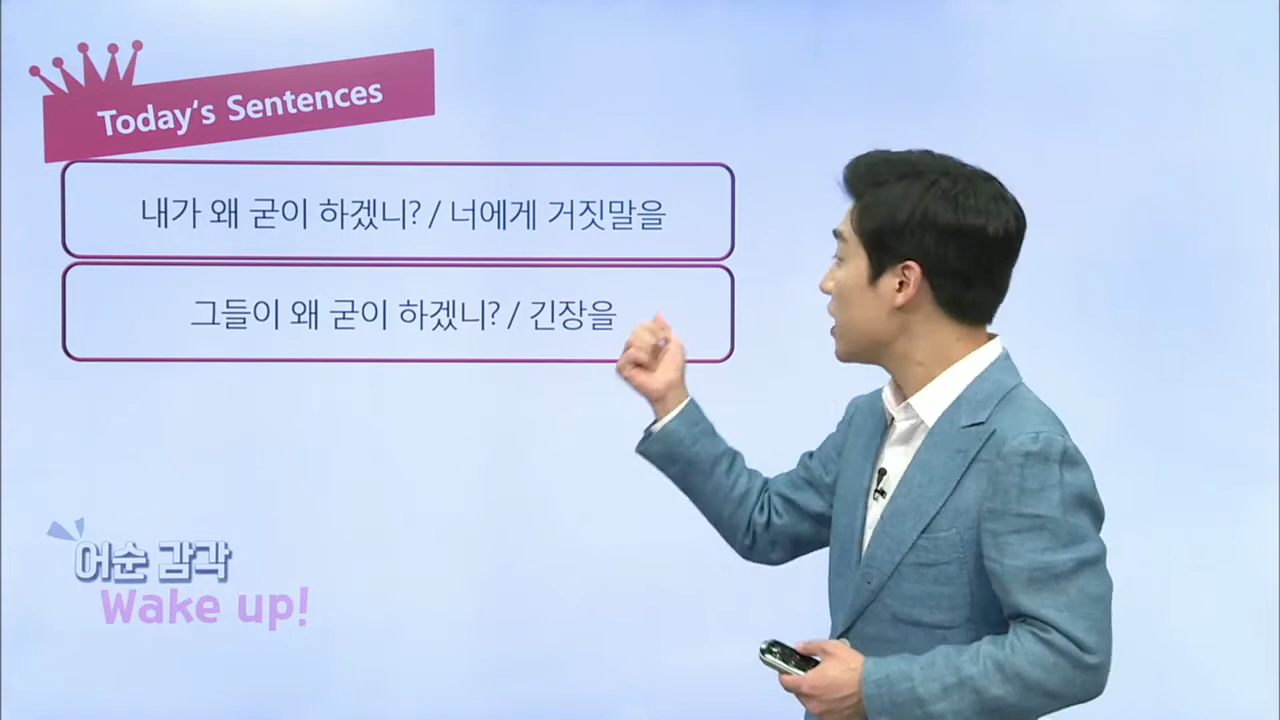 Today's Sentences
내가 왜 굳이 하겠니? / 너에게 거짓말을
그들이 왜 굳이 하겠니? / 긴장을
어순 감각
Wake up!